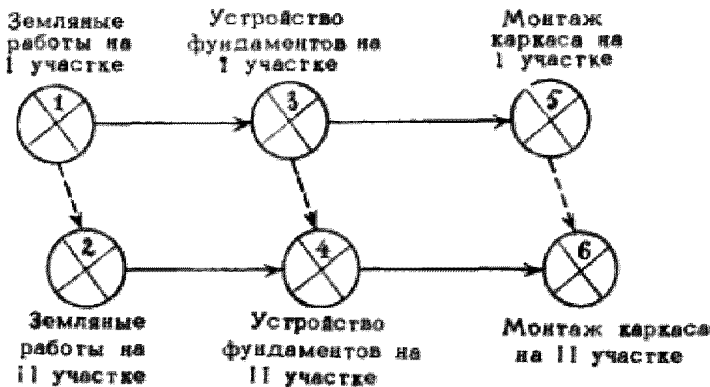 Земляные
работы на
I участке
Устройство
фундаментов на
I участке
Монтаж
каркаса на
I участке
1
3
5
2
4
6
Земляные
работы на
II участке
Устройство
фундаментов на
II участке
Монтаж каркаса
на II участке